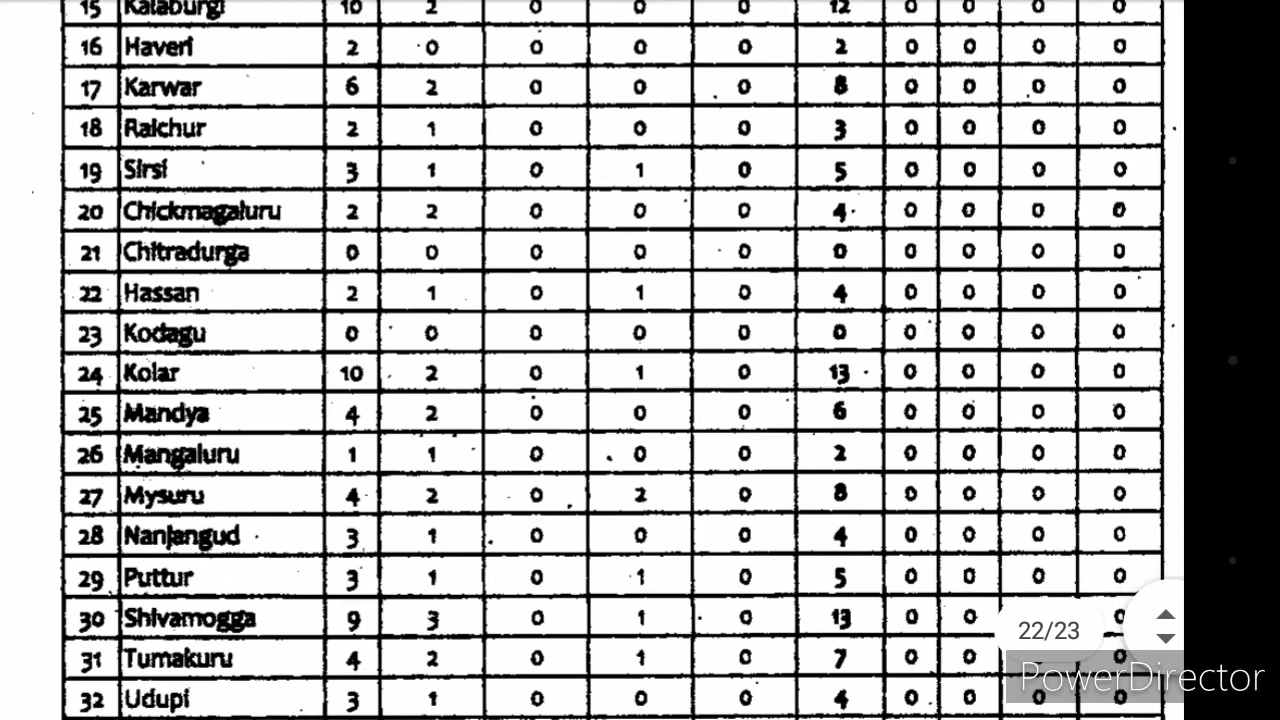 15 Kalaburgi 10 2 0 0 0 12 0 0 0 0
16 Haveri 2 0 0 0 0 2 0 0 0 0
17 Karwar 6 2 0 0 0 8 0 0 0 0
18 Raichur 2 1 0 0 0 3 0 0 0 0
19 Sirsi 3 1 0 1 0 5 0 0 0 0
20 Chickmagaluru 2 2 0 0 0 4 0 0 0 0
21 Chitradurga 0 0 0 0 0 0 0 0 0 0
22 Hassan 2 1 0 1 0 4 0 0 0 0
23 Kodagu 0 0 0 0 0 0 0 0 0 0
24 Kolar 10 2 0 1 0 13 0 0 0 0
25 Mandya 4 2 0 0 0 6 0 0 0 0
26 Mangaluru 1 1 0 0 0 2 0 0 0 0
27 Mysuru 4 2 0 2 0 8 0 0 0 0
28 Nanjangud 3 1 0 0 0 4 0 0 0 0
29 Puttur 3 1 0 1 0 5 0 0 0 0
30 Shivamogga 9 3 0 1 0 13 0 0 0
22/23
31 Tumakuru 4 2 0 1 0 7 0 0 0
PowerDirector
32 Udupi 3 1 0 0 0 4 0 0 0 0